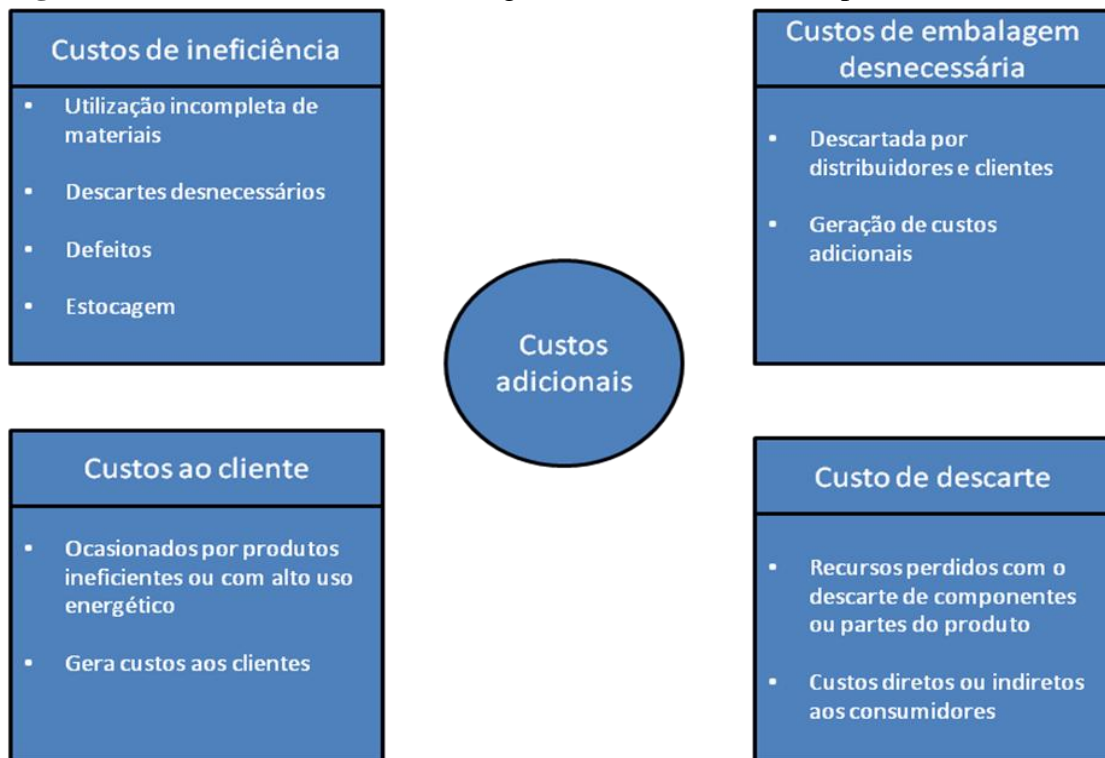 Custos de ineficiência
▪ Utilização incompleta de
materiais
▪ Descartes desnecessários
▪ Defeitos
▪ Estocagem
Custos de embalagem
desnecessária
▪ Descartada por
distribuidores e clientes
▪ Geração de custos
adicionais
Custos
adicionais
Custos ao cliente
▪ Ocasionados por produtos
ineficientes ou com alto uso
energético
▪ Gera custos aos clientes
Custo de descarte
▪ Recursos perdidos com o
descarte de componentes
ou partes do produto
▪ Custos diretos ou indiretos
aos consumidores